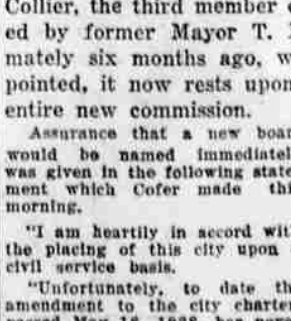 Collier, the third member
ed by former Mayor T.
mately six months ago, w
pointed, it now rests upon
entire new commission.
Assurance that a new boar
would be named immediatel
was given in the following state
ment which Cofer made thi
morning.
"I am heartily in accord wit
the placing of this city upon
civil service basis.
"Unfortunately, to date th
amendment to the city charte